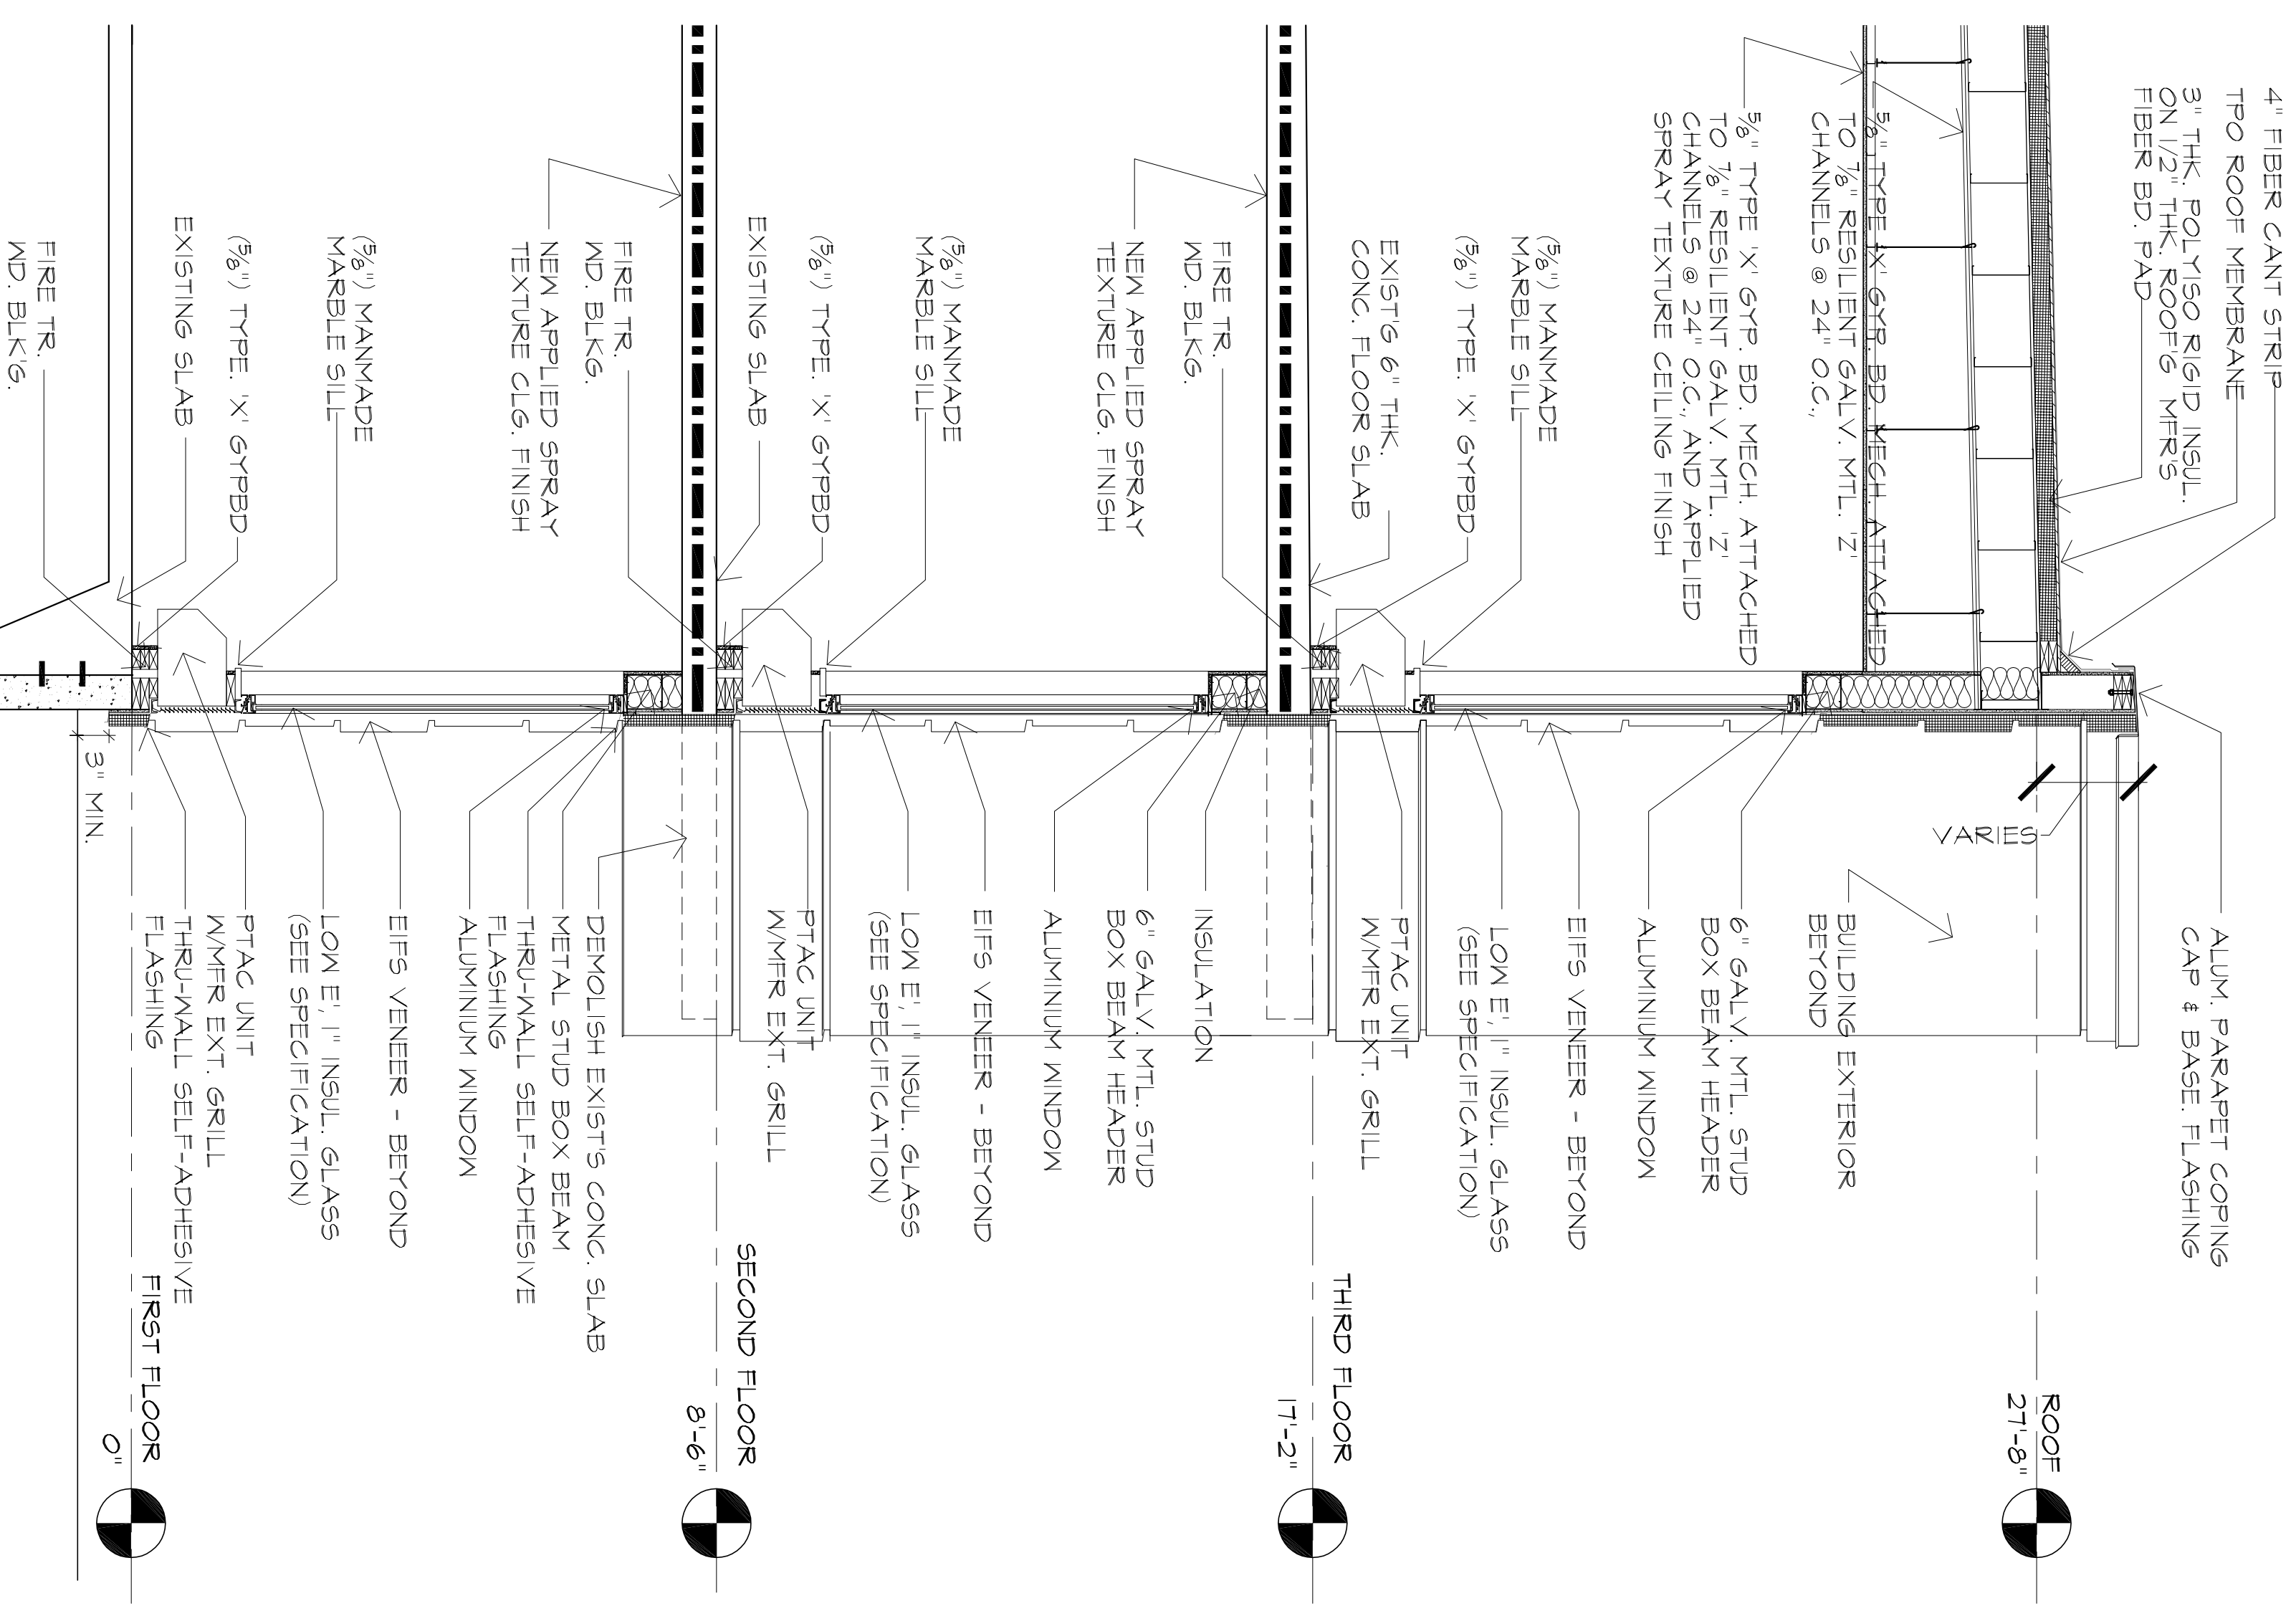 4" FIBER CANT STRIP
TPO ROOF MEMBRANE
3" THK. POLYISO RIGID INSUL.
ON 1/2" THK. ROOF'G MFR'S
FIBER BD. PAD
5/8" TYPE 'X' GYP. BD. MECH. ATTACHED
TO 7/8" RESILIENT GALV. MTL. 'Z'
CHANNELS @ 24" O.C.,
5/8" TYPE 'X' GYP. BD. MECH. ATTACHED
TO 7/8" RESILIENT GALV. MTL. 'Z'
CHANNELS @ 24" O.C., AND APPLIED
SPRAY TEXTURE CEILING FINISH
(5/8") MANMADE
MARBLE SILL
(5/8") TYPE. 'X' GYPBD
EXIST'G 6" THK.
CONC. FLOOR SLAB
FIRE TR.
WD. BLKG.
NEW APPLIED SPRAY
TEXTURE CLG. FINISH
(5/8") MANMADE
MARBLE SILL
(5/8") TYPE. 'X' GYPBD
EXISTING SLAB
FIRE TR.
WD. BLKG.
NEW APPLIED SPRAY
TEXTURE CLG. FINISH
(5/8") MANMADE
MARBLE SILL
(5/8") TYPE. 'X' GYPBD
EXISTING SLAB
FIRE TR.
WD. BLK'G.
ALUM. PARAPET COPING
CAP & BASE. FLASHING
VARIES
BUILDING EXTERIOR
BEYOND
6" GALV. MTL. STUD
BOX BEAM HEADER
ALUMINIUM WINDOW
EIFS VENEER - BEYOND
LOW E', 1" INSUL. GLASS
(SEE SPECIFICATION)
PTAC UNIT
W/MFR EXT. GRILL
INSULATION
6" GALV. MTL. STUD
BOX BEAM HEADER
ALUMINIUM WINDOW
EIFS VENEER - BEYOND
LOW E', 1" INSUL. GLASS
(SEE SPECIFICATION)
PTAC UNIT
W/MFR EXT. GRILL
DEMOLISH EXIST'S CONC. SLAB
METAL STUD BOX BEAM
THRU-WALL SELF-ADHESIVE
FLASHING
ALUMINIUM WINDOW
EIFS VENEER - BEYOND
LOW E', 1" INSUL. GLASS
(SEE SPECIFICATION)
PTAC UNIT
W/MFR EXT. GRILL
THRU-WALL SELF-ADHESIVE
FLASHING
3" MIN.
ROOF
27'-8"
THIRD FLOOR
17'-2"
SECOND FLOOR
8'-6"
FIRST FLOOR
0"